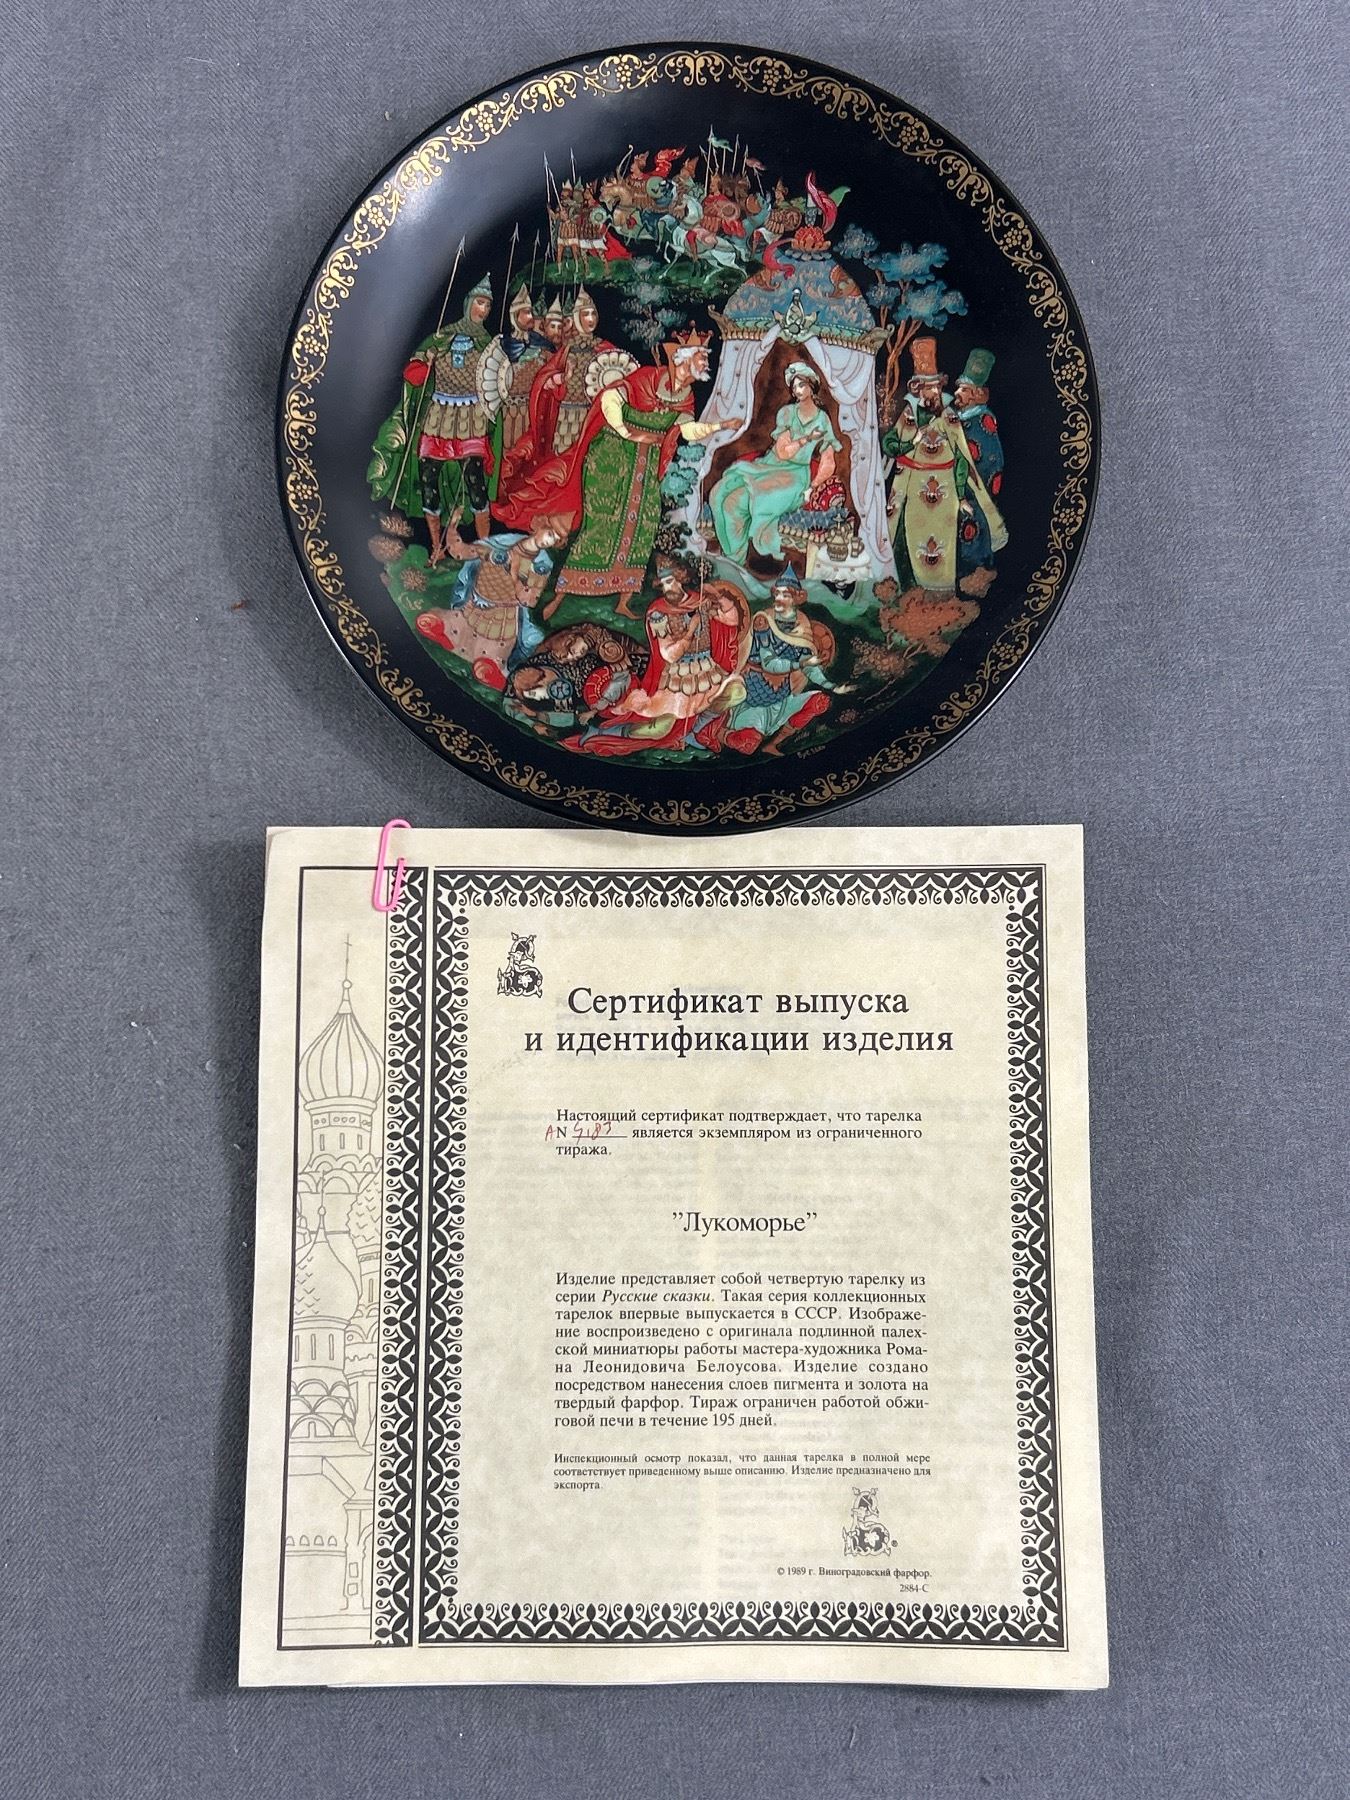 Сертификат выпуска
и идентификации изделия
Настоящий сертификат подтверждает, что тарелка
АN 5183 является экземпляром из ограниченного
тиража.
”Лукоморье”
Изделие представляет собой четвертую тарелку из
серии Русские сказки. Такая серия коллекционных
тарелок впервые выпускается в СССР. Изображе-
ние воспроизведено с оригинала подлинной палех-
ской миниатюры работы мастера-художника Рома-
на Леонидовича Белоусова. Изделие создано
посредством нанесения слоев пигмента и золота на
твердый фарфор. Тираж ограничен работой обжи-
говой печи в течение 195 дней.
Инспекционный осмотр показал, что данная тарелка в полной мере
соответствует приведенному выше описанию. Изделие предназначено для
экспорта.
®
© 1989 г. Виноградовский фарфор.
2884-С